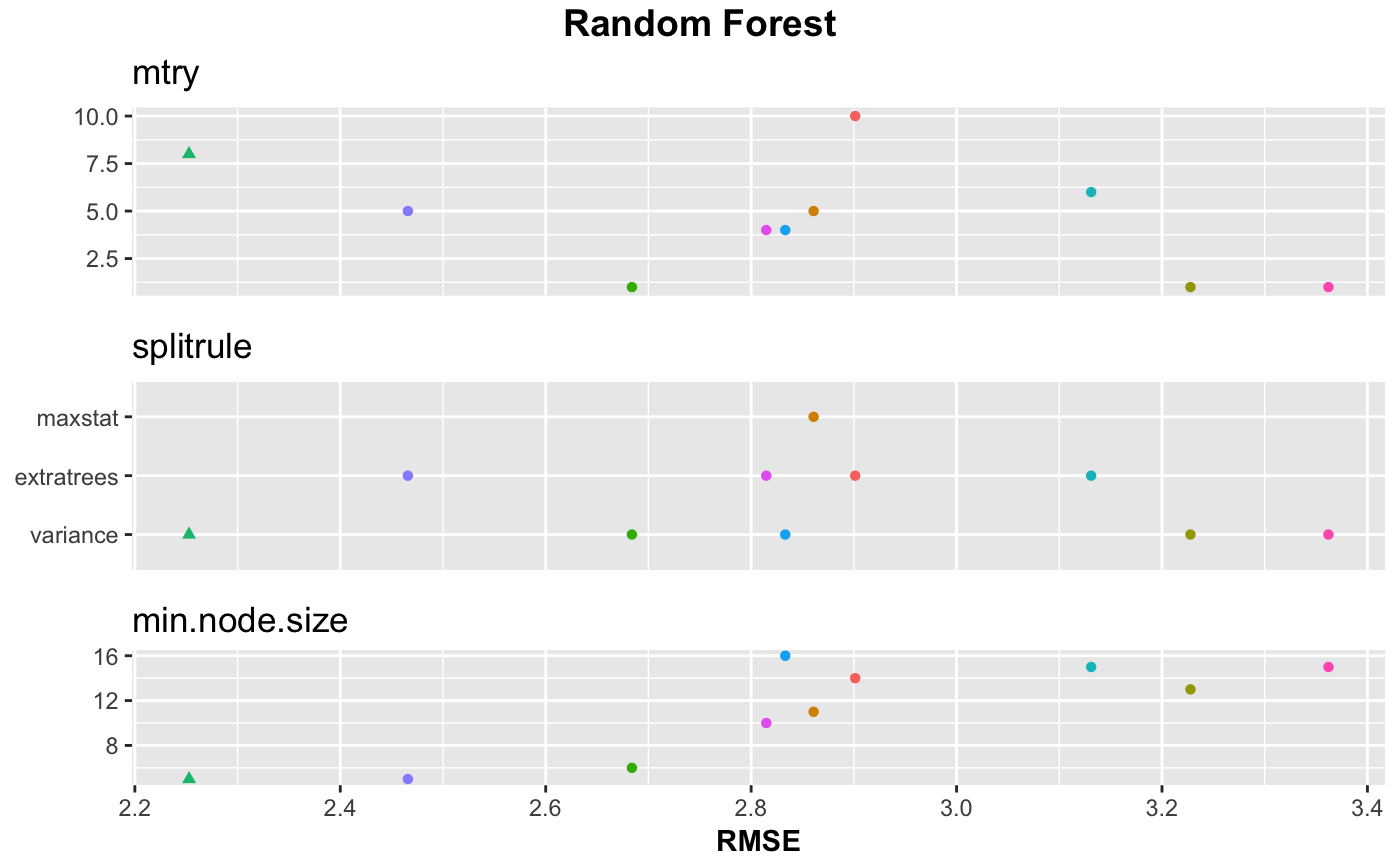 Random Forest
mtry
10.0
7.5
5.0
2.5
splitrule
maxstat
extratrees
variance
min.node.size
16
12
8
2.2 2.4 2.6 2.8 3.0 3.2 3.4
RMSE